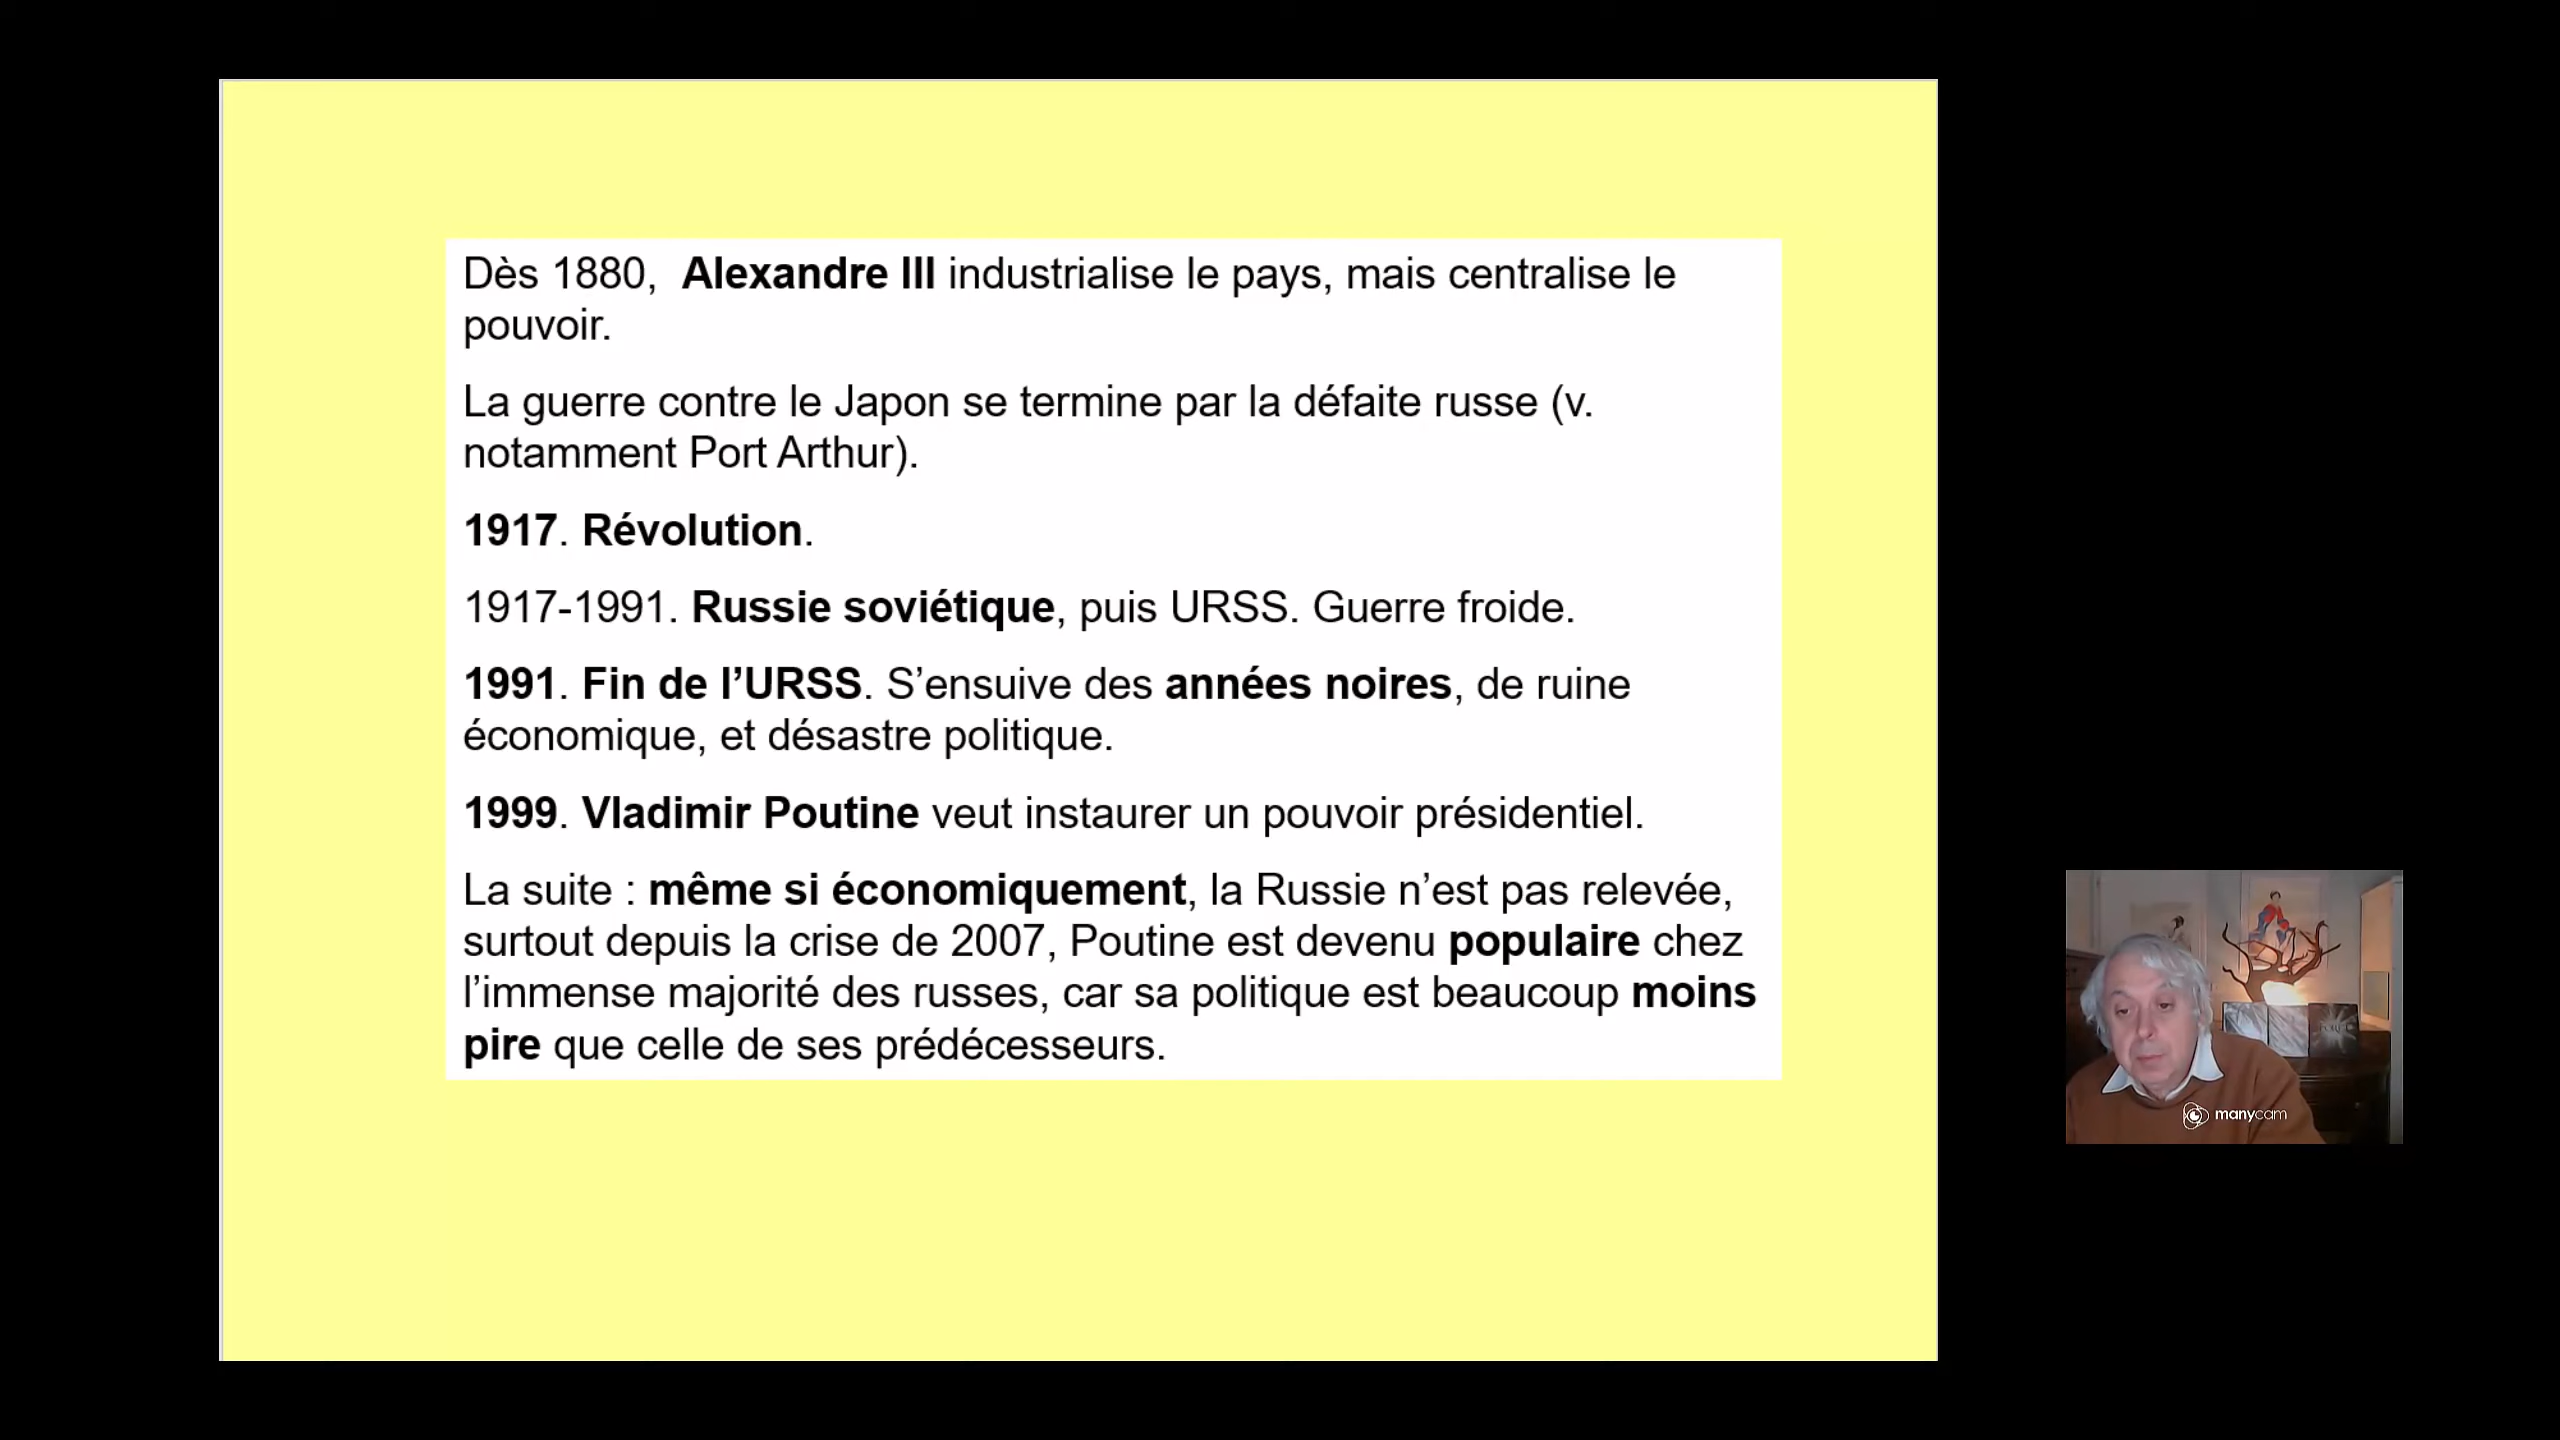 Dès 1880,  Alexandre III industrialise le pays, mais centralise le
pouvoir.
La guerre contre le Japon se termine par la défaite russe (v.
notamment Port Arthur).
1917. Révolution.
1917-1991. Russie soviétique, puis URSS. Guerre froide.
1991. Fin de l’URSS. S’ensuive des années noires, de ruine
économique, et désastre politique.
1999. Vladimir Poutine veut instaurer un pouvoir présidentiel.
La suite : même si économiquement, la Russie n’est pas relevée,
surtout depuis la crise de 2007, Poutine est devenu populaire chez
l’immense majorité des russes, car sa politique est beaucoup moins
pire que celle de ses prédécesseurs.
manycam